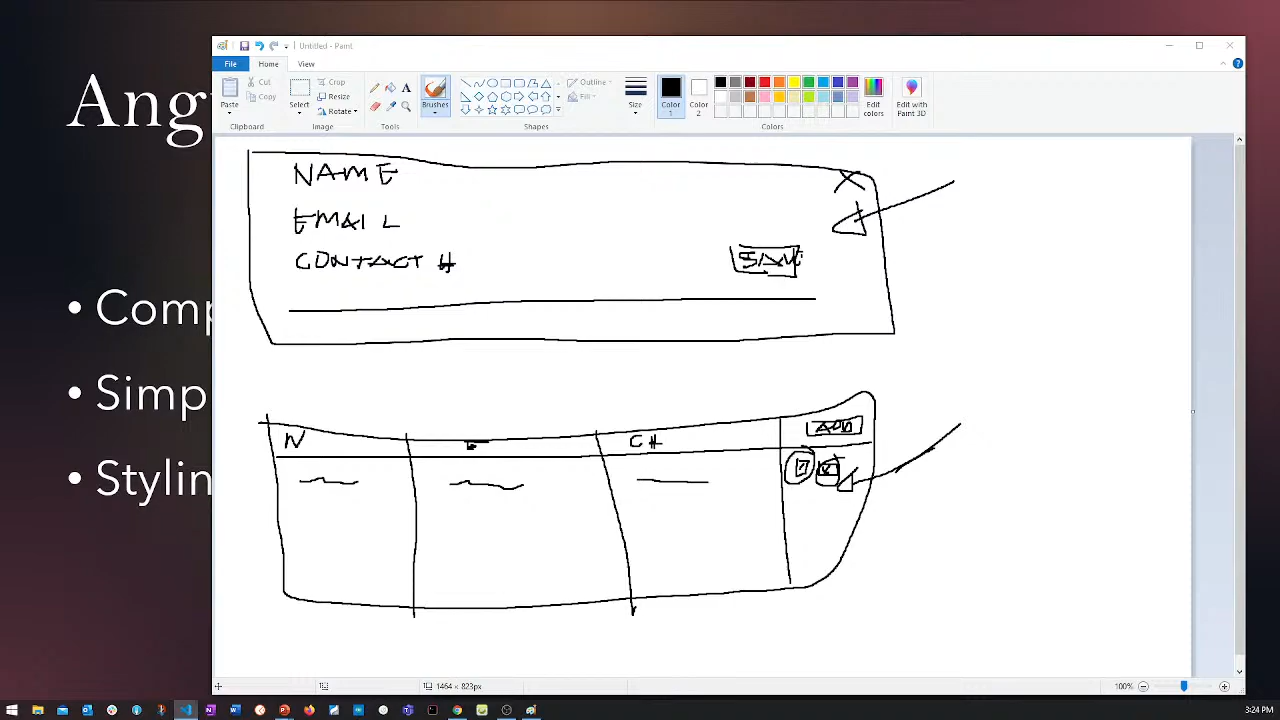 Ang
Untitled - Paint
File Home View
Paste
Cut
Copy
Clipboard
Select
Crop
Resize
Rotate
Image
Tools
Brushes
Shapes
Outline
Fill
Size
Color
1
Color
2
Colors
Edit
colors
Edit with
Paint 3D
NAME
X
EMAIL
CONTACT #
SAVE
• Comp
• Simp
• Stylin
N E C# ADD
1464 × 823px
100%
3:24 PM